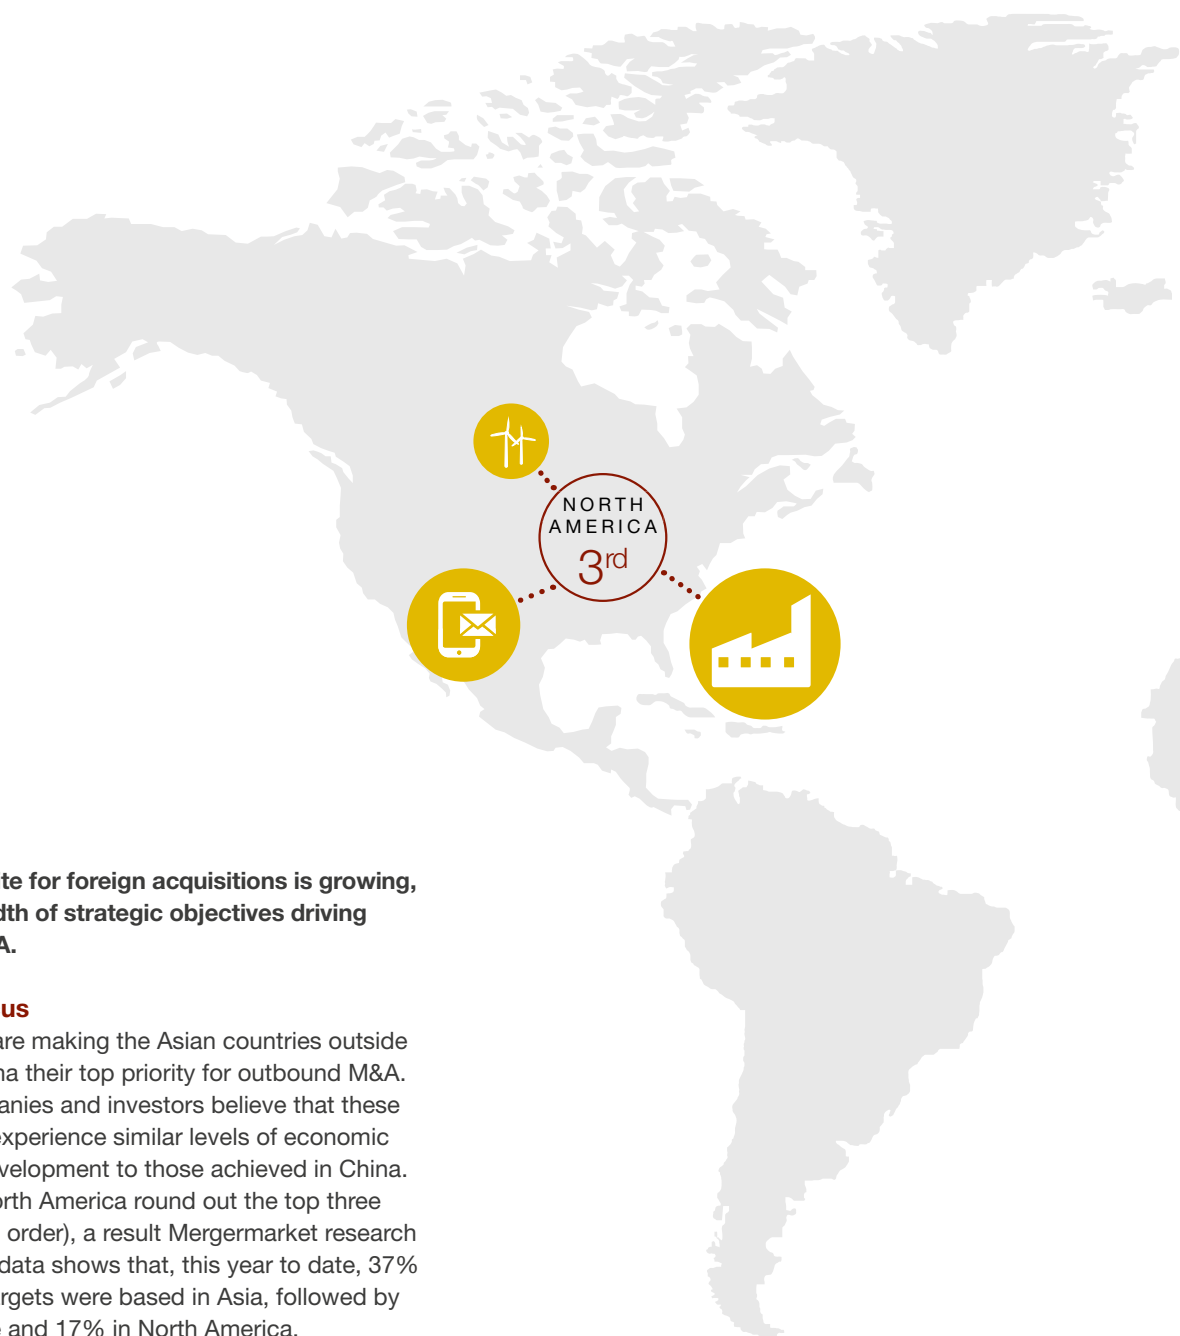 NORTH
AMERICA
3rd
te for foreign acquisitions is growing,
dth of strategic objectives driving
A.
us
are making the Asian countries outside
na their top priority for outbound M&A.
anies and investors believe that these
experience similar levels of economic
velopment to those achieved in China.
orth America round out the top three
order), a result Mergermarket research
data shows that, this year to date, 37%
rgets were based in Asia, followed by
and 17% in North America.